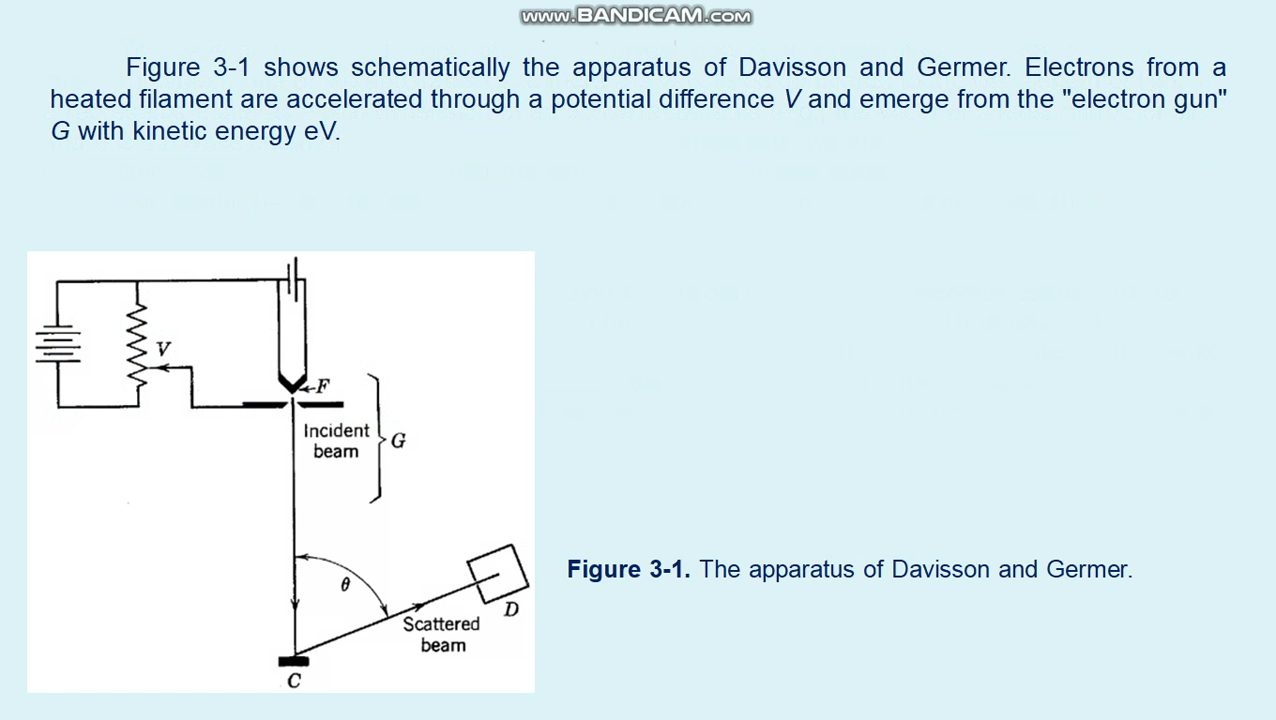 www.BANDICAM.com
Figure 3-1 shows schematically the apparatus of Davisson and Germer. Electrons from a
heated filament are accelerated through a potential difference V and emerge from the "electron gun"
G with kinetic energy eV.
V
F
Incident
beam
G
θ
D
Scattered
beam
C
Figure 3-1. The apparatus of Davisson and Germer.